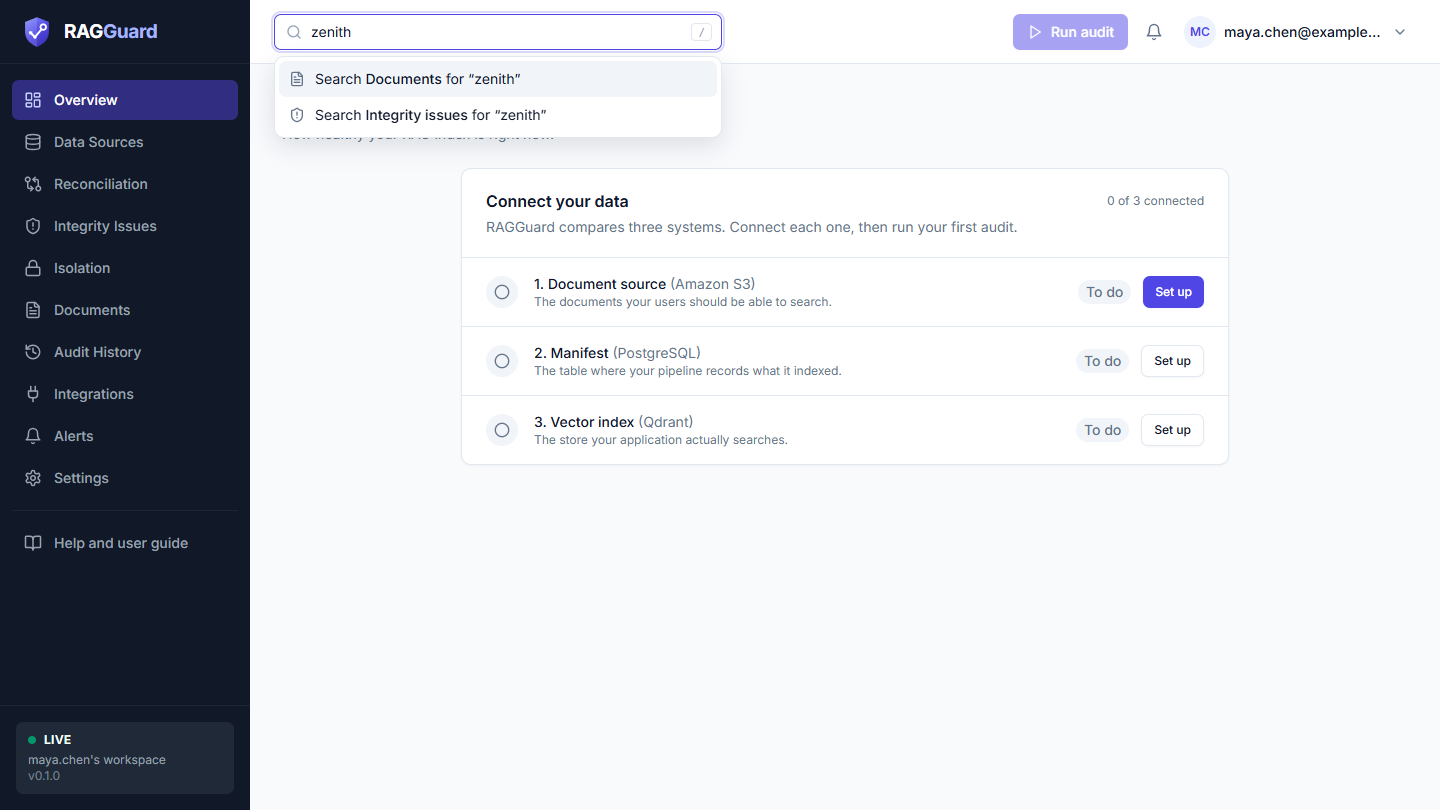 RAGGuard
zenith
/
Run audit
MC
maya.chen@example...
Search Documents for “zenith”
Search Integrity issues for “zenith”
Overview
Data Sources
Reconciliation
Integrity Issues
Isolation
Documents
Audit History
Integrations
Alerts
Settings
Help and user guide
LIVE
maya.chen's workspace
v0.1.0
Connect your data
0 of 3 connected
RAGGuard compares three systems. Connect each one, then run your first audit.
1. Document source (Amazon S3)
The documents your users should be able to search.
To do
Set up
2. Manifest (PostgreSQL)
The table where your pipeline records what it indexed.
To do
Set up
3. Vector index (Qdrant)
The store your application actually searches.
To do
Set up